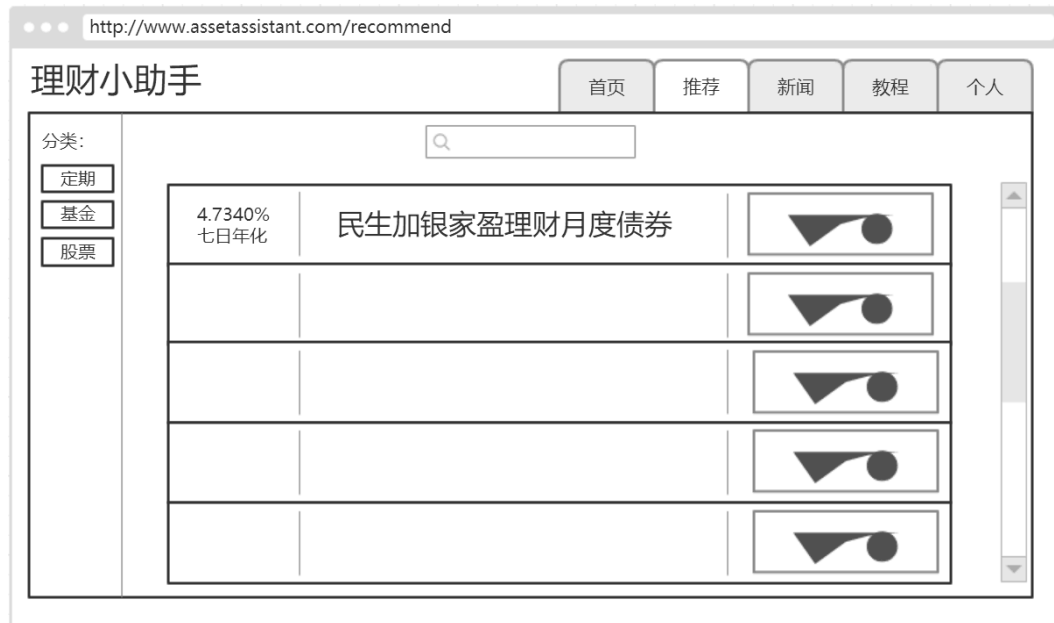 http://www.assetassistant.com/recommend
理财小助手
首页
推荐
新闻
教程
个人
分类：
定期
基金
股票
4.7340%
七日年化
民生加银家盈理财月度债券